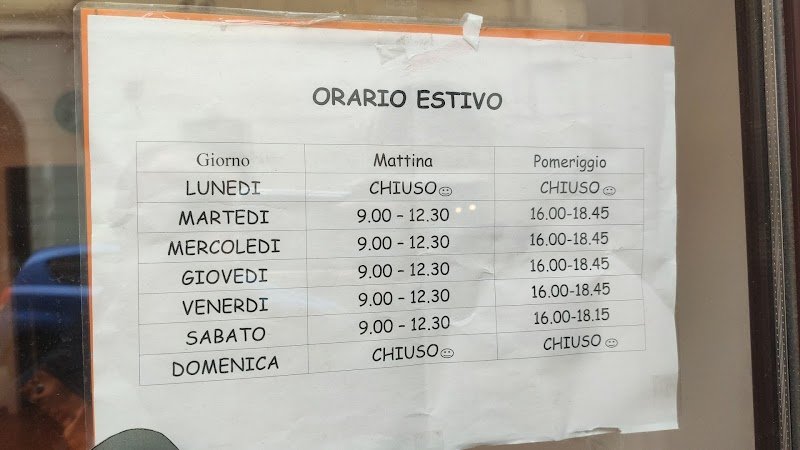 ORARIO ESTIVO
Giorno Mattina Pomeriggio
LUNEDI CHIUSO☺ CHIUSO☺
MARTEDI 9.00 – 12.30 16.00-18.45
MERCOLEDI 9.00 – 12.30 16.00-18.45
GIOVEDI 9.00 – 12.30 16.00-18.45
VENERDI 9.00 – 12.30 16.00-18.45
SABATO 9.00 – 12.30 16.00-18.15
DOMENICA CHIUSO☺ CHIUSO☺